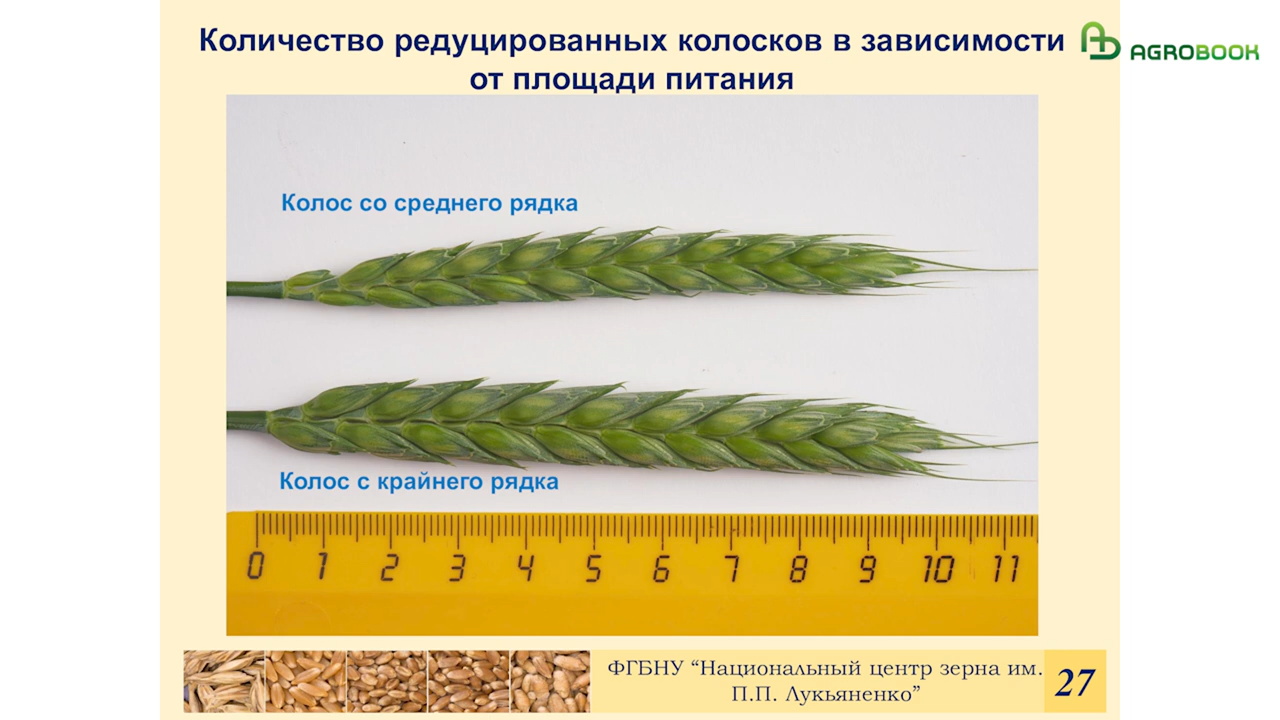 Количество редуцированных колосков в зависимости
от площади питания
AGROBOOK
Колос со среднего рядка
Колос с крайнего рядка
0 1 2 3 4 5 6 7 8 9 10 11
ФГБНУ “Национальный центр зерна им.
П.П. Лукьяненко”
27